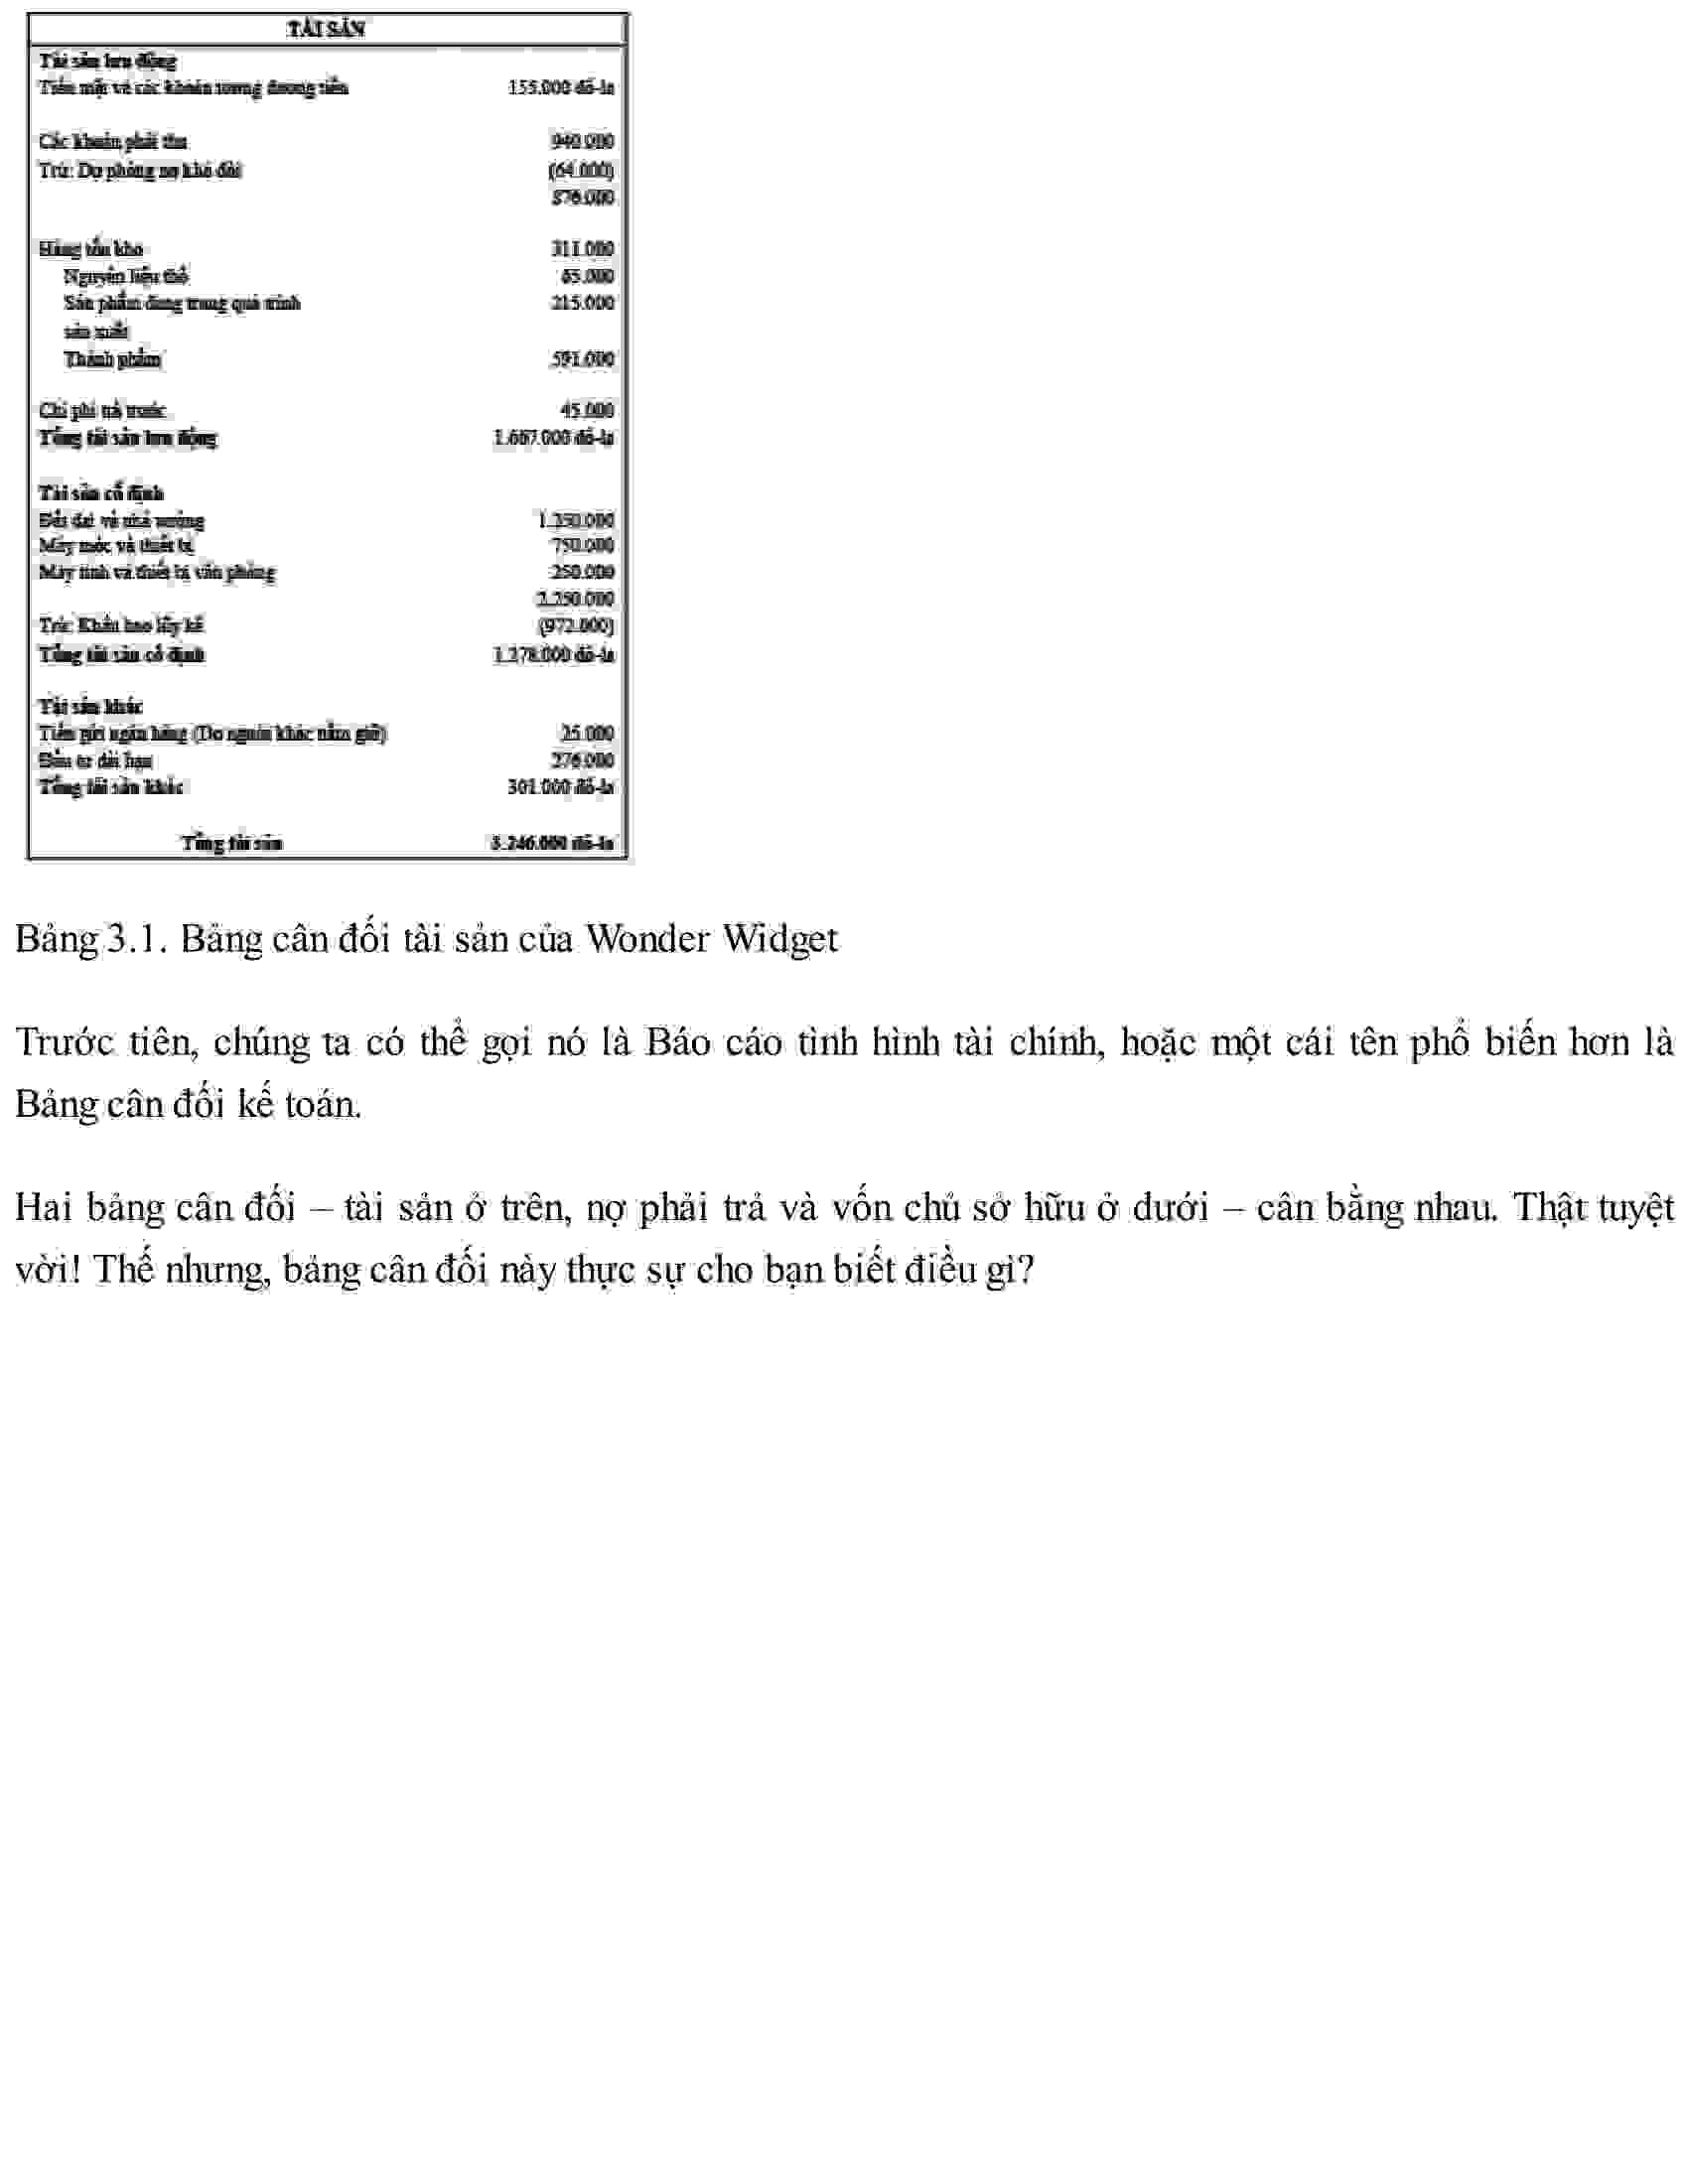 TÀI SẢN
Tài sản lưu động
Tiền mặt và các khoản tương đương tiền 155.000 đô-la
Các khoản phải thu 940.000
Trừ: Dự phòng nợ khó đòi (64.000)
876.000
Hàng tồn kho 311.000
Nguyên liệu thô 65.000
Sản phẩm đang trong quá trình 215.000
sản xuất
Thành phẩm 591.000
Chi phí trả trước 45.000
Tổng tài sản lưu động 1.667.000 đô-la
Tài sản cố định
Đất đai và nhà xưởng 1.250.000
Máy móc và thiết bị 750.000
Máy tính và thiết bị văn phòng 250.000
2.250.000
Trừ: Khấu hao lũy kế (972.000)
Tổng tài sản cố định 1.278.000 đô-la
Tài sản khác
Tiền gửi ngân hàng (Do người khác nắm giữ) 25.000
Đầu tư dài hạn 276.000
Tổng tài sản khác 301.000 đô-la
Tổng tài sản 3.246.000 đô-la
Bảng 3.1. Bảng cân đối tài sản của Wonder Widget
Trước tiên, chúng ta có thể gọi nó là Báo cáo tình hình tài chính, hoặc một cái tên phổ biến hơn là
Bảng cân đối kế toán.
Hai bảng cân đối – tài sản ở trên, nợ phải trả và vốn chủ sở hữu ở dưới – cân bằng nhau. Thật tuyệt
vời! Thế nhưng, bảng cân đối này thực sự cho bạn biết điều gì?